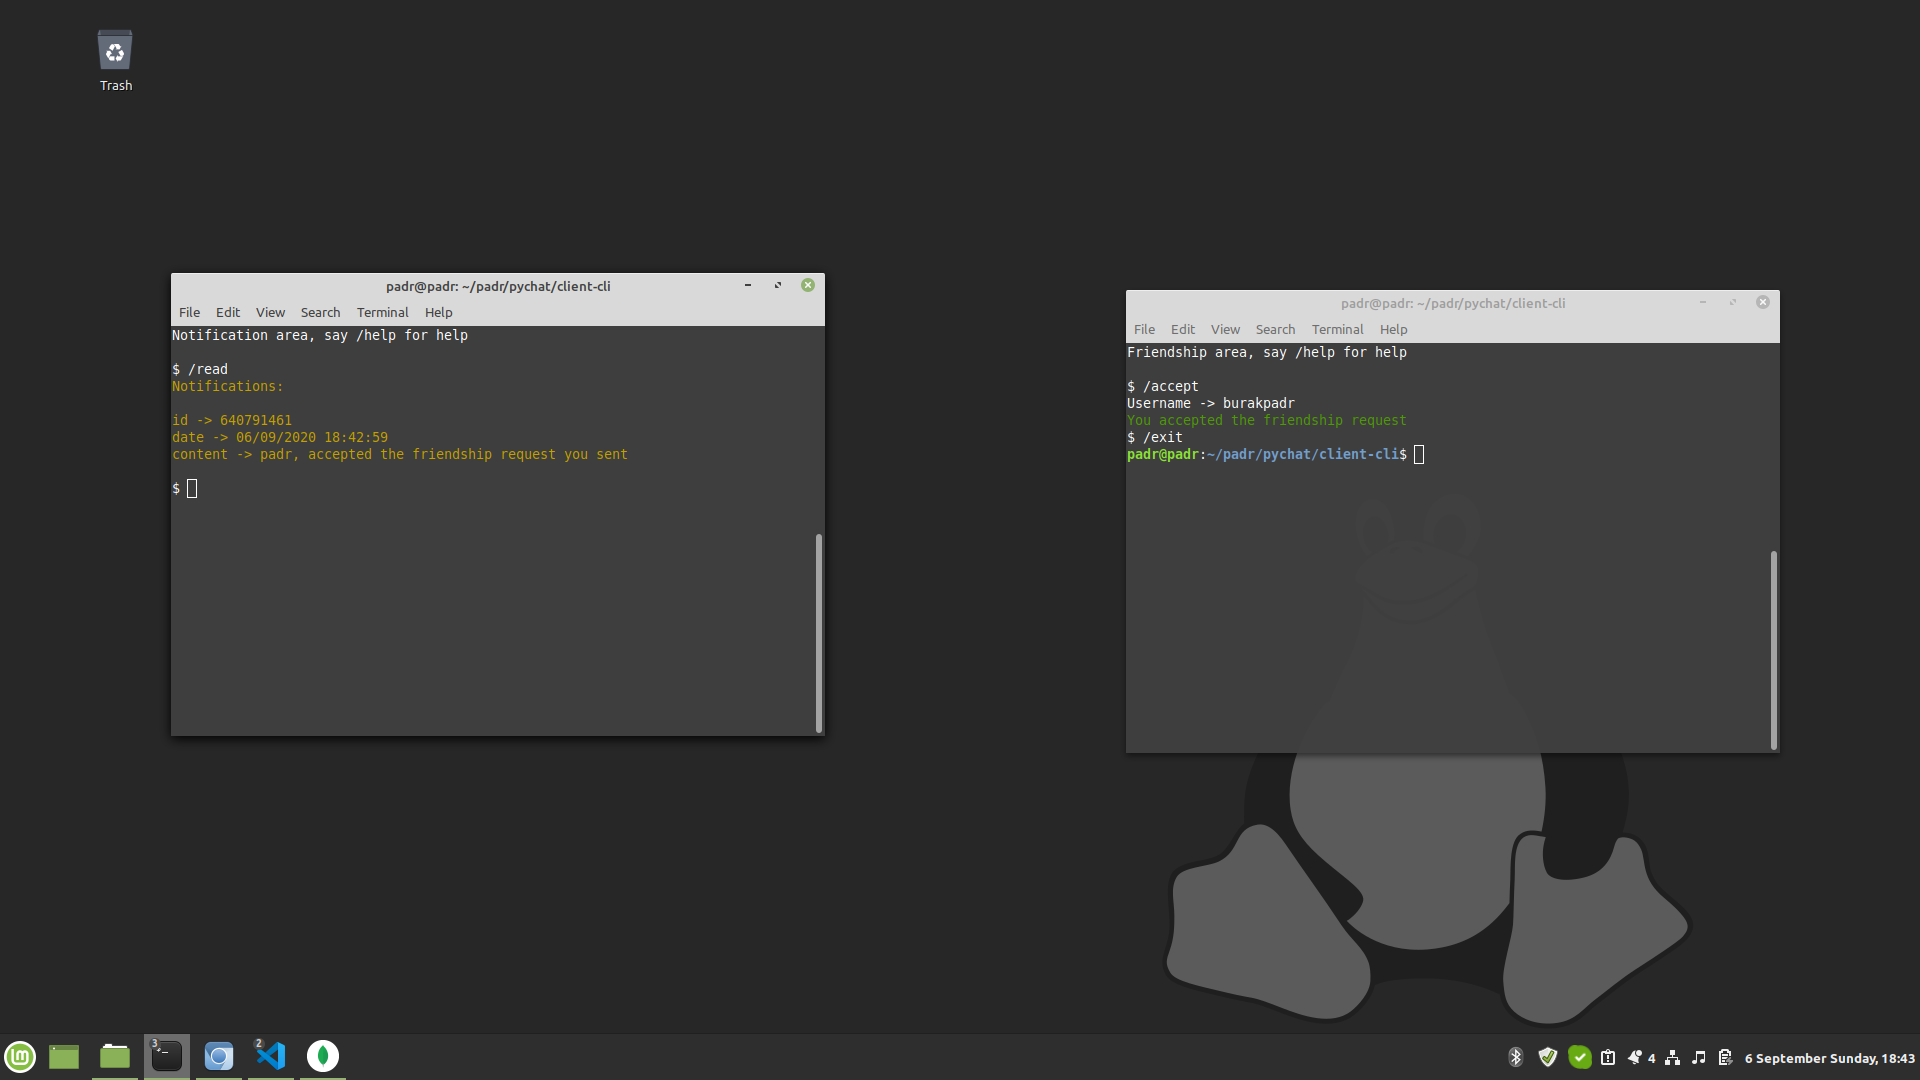 Trash
padr@padr: ~/padr/pychat/client-cli
File Edit View Search Terminal Help
Notification area, say /help for help
$ /read
Notifications:
id -> 640791461
date -> 06/09/2020 18:42:59
content -> padr, accepted the friendship request you sent
$
padr@padr: ~/padr/pychat/client-cli
File Edit View Search Terminal Help
Friendship area, say /help for help
$ /accept
Username -> burakpadr
You accepted the friendship request
$ /exit
padr@padr:~/padr/pychat/client-cli$
3
2
4
6 September Sunday, 18:43